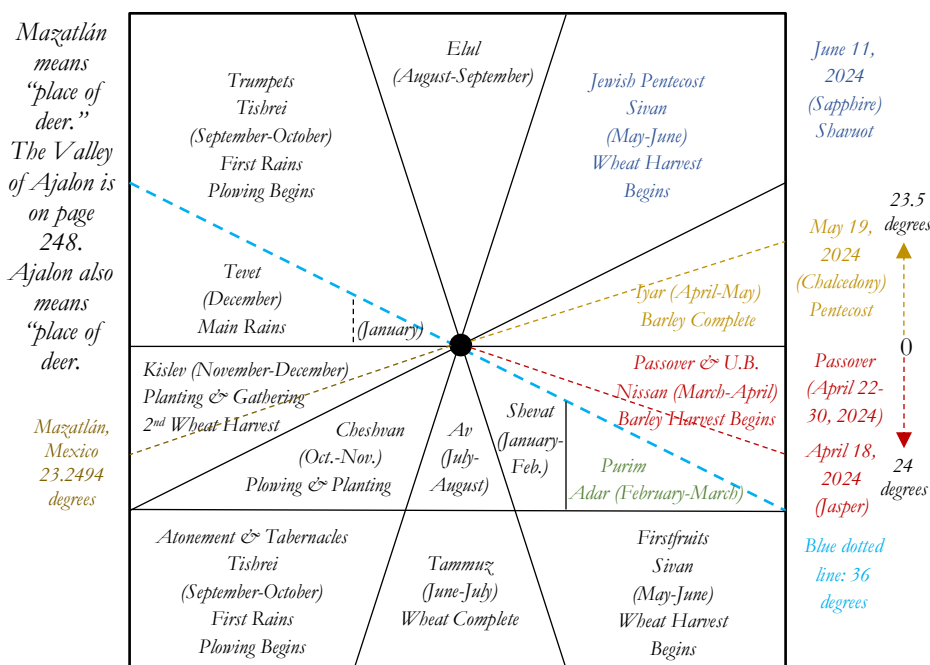 Mazatlán
means
“place of
deer.”
The Valley
of Ajalon is
on page
248.
Ajalon also
means
“place of
deer.
Mazatlán,
Mexico
23.2494
degrees
Trumpets
Tishrei
(September-October)
First Rains
Plowing Begins
Elul
(August-September)
Jewish Pentecost
Sivan
(May-June)
Wheat Harvest
Begins
Tevet
(December)
Main Rains
(January)
Iyar (April-May)
Barley Complete
Kislev (November-December)
Planting & Gathering
2nd Wheat Harvest
Cheshvan
(Oct.-Nov.)
Plowing & Planting
Av
(July-
August)
Shevat
(January-
Feb.)
Passover & U.B.
Nissan (March-April)
Barley Harvest Begins
Purim
Adar (February-March)
Atonement & Tabernacles
Tishrei
(September-October)
First Rains
Plowing Begins
Tammuz
(June-July)
Wheat Complete
Firstfruits
Sivan
(May-June)
Wheat Harvest
Begins
June 11,
2024
(Sapphire)
Shavuot
23.5
degrees
May 19,
2024
(Chalcedony)
Pentecost
0
Passover
(April 22-
30, 2024)
April 18,
2024
(Jasper)
24
degrees
Blue dotted
line: 36
degrees